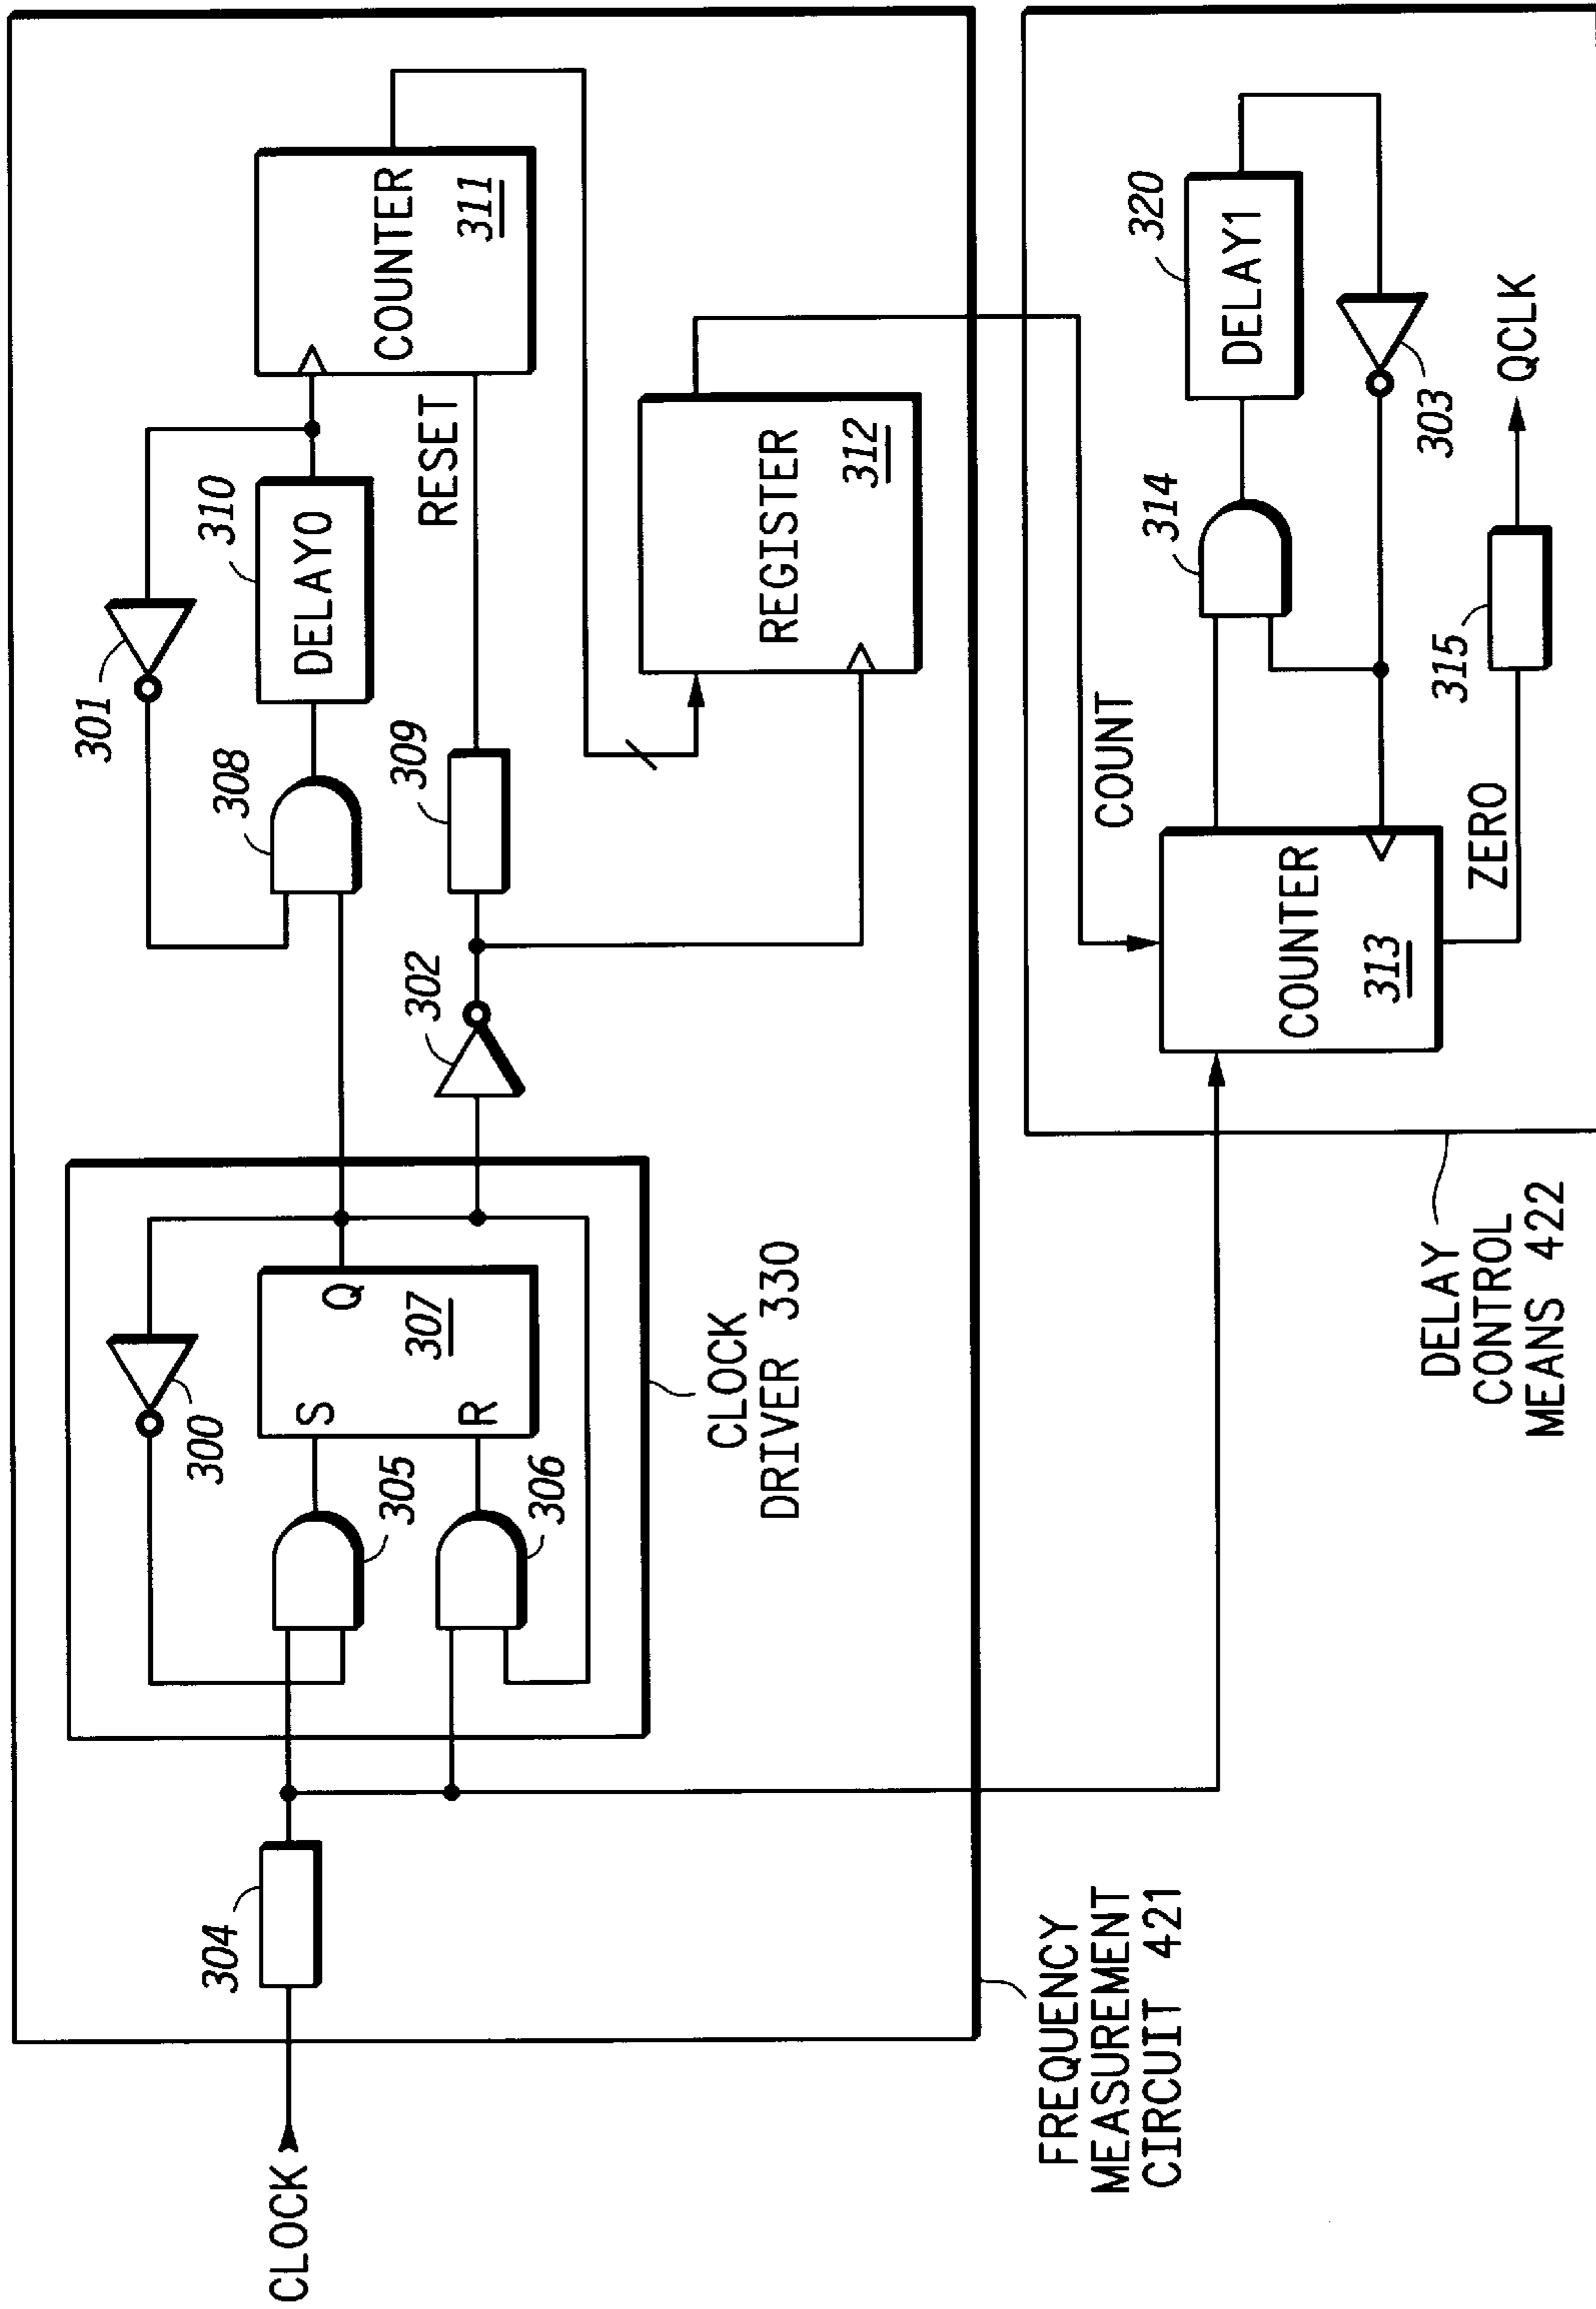 CLOCK
304
300
305
306
S
R
Q
307
CLOCK
DRIVER 330
301
308
302
309
310
DELAY0
RESET
COUNTER
311
REGISTER
312
FREQUENCY
MEASUREMENT
CIRCUIT 421
COUNT
COUNTER
313
ZERO
314
315
320
DELAY1
303
QCLK
DELAY
CONTROL
MEANS 422